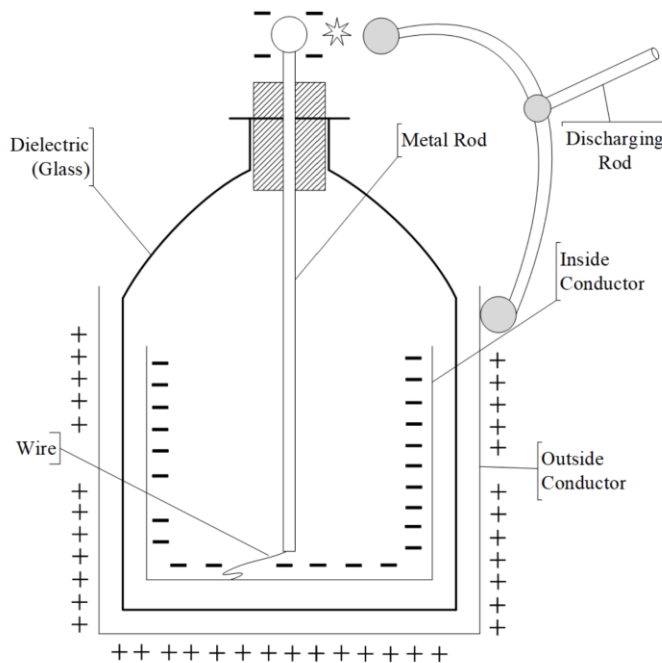 Dielectric
(Glass)
Metal Rod
Discharging
Rod
Inside
Conductor
Wire
Outside
Conductor